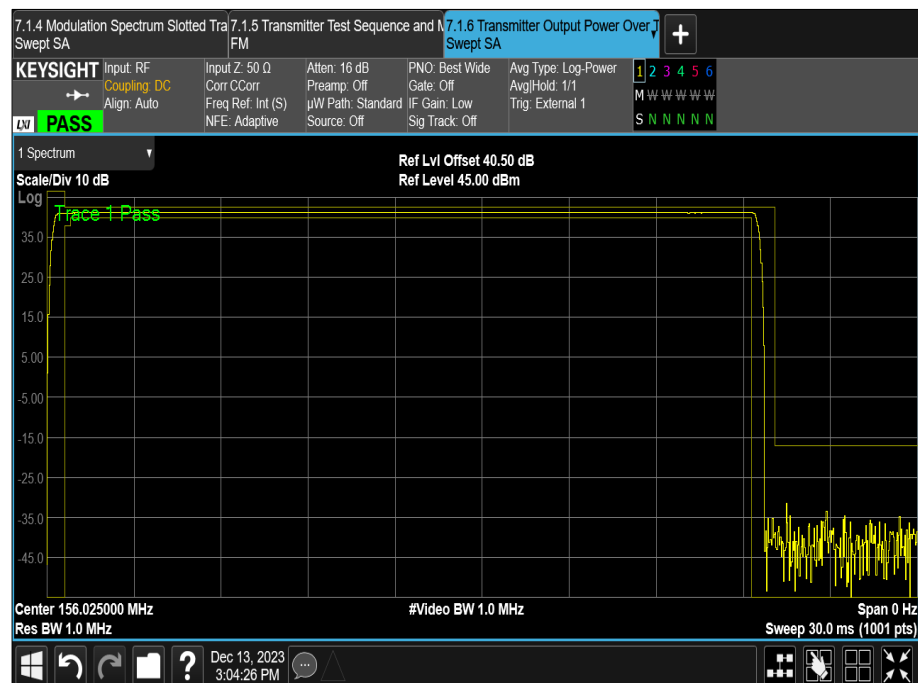 7.1.4 Modulation Spectrum Slotted Tra
Swept SA
7.1.5 Transmitter Test Sequence and M
FM
7.1.6 Transmitter Output Power Over T
Swept SA
+
KEYSIGHT
LXI PASS
Input: RF
Coupling: DC
Align: Auto
Input Z: 50 Ω
Corr CCorr
Freq Ref: Int (S)
NFE: Adaptive
Atten: 16 dB
Preamp: Off
µW Path: Standard
Source: Off
PNO: Best Wide
Gate: Off
IF Gain: Low
Sig Track: Off
Avg Type: Log-Power
Avg|Hold: 1/1
Trig: External 1
1 2 3 4 5 6
M W W W W W
S N N N N N
1 Spectrum
Scale/Div 10 dB
Ref Lvl Offset 40.50 dB
Ref Level 45.00 dBm
Log
Trace 1 Pass
35.0
25.0
15.0
5.00
-5.00
-15.0
-25.0
-35.0
-45.0
Center 156.025000 MHz
Res BW 1.0 MHz
#Video BW 1.0 MHz
Span 0 Hz
Sweep 30.0 ms (1001 pts)
?
Dec 13, 2023
3:04:26 PM